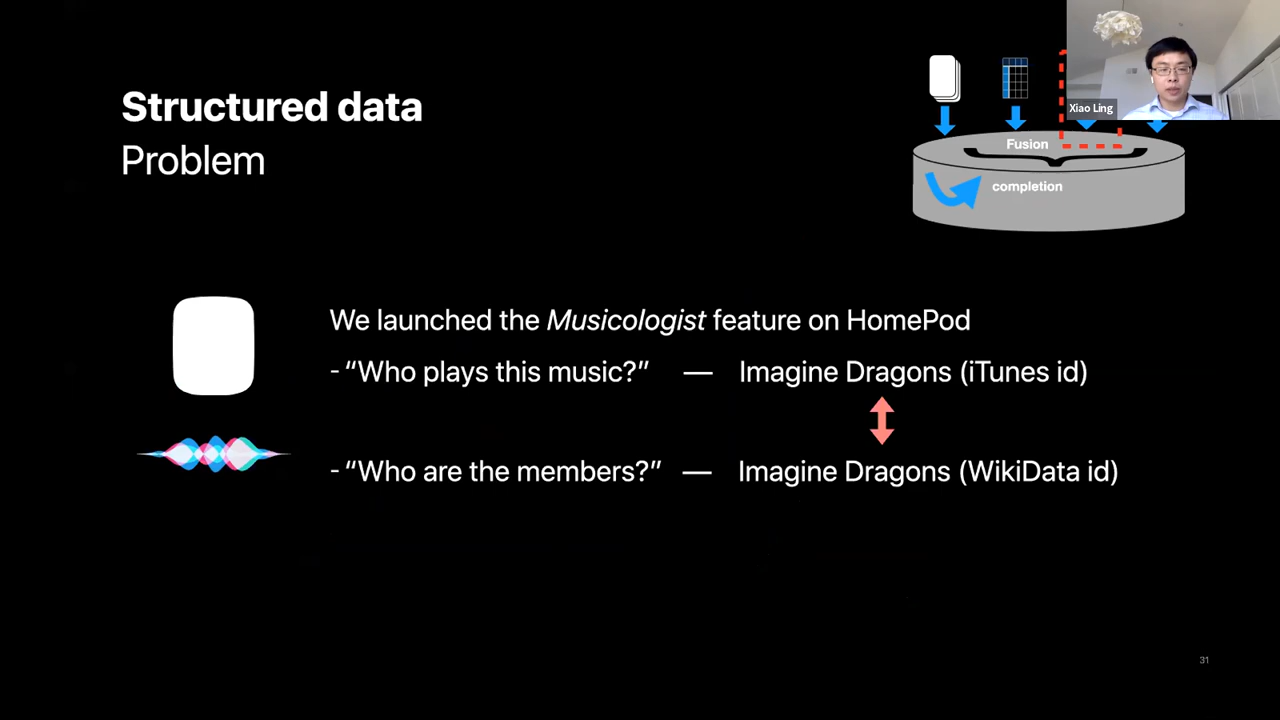 Structured data
Problem
Xiao Ling
Fusion
completion
We launched the Musicologist feature on HomePod
- “Who plays this music?” — Imagine Dragons (iTunes id)
- “Who are the members?” — Imagine Dragons (WikiData id)
31